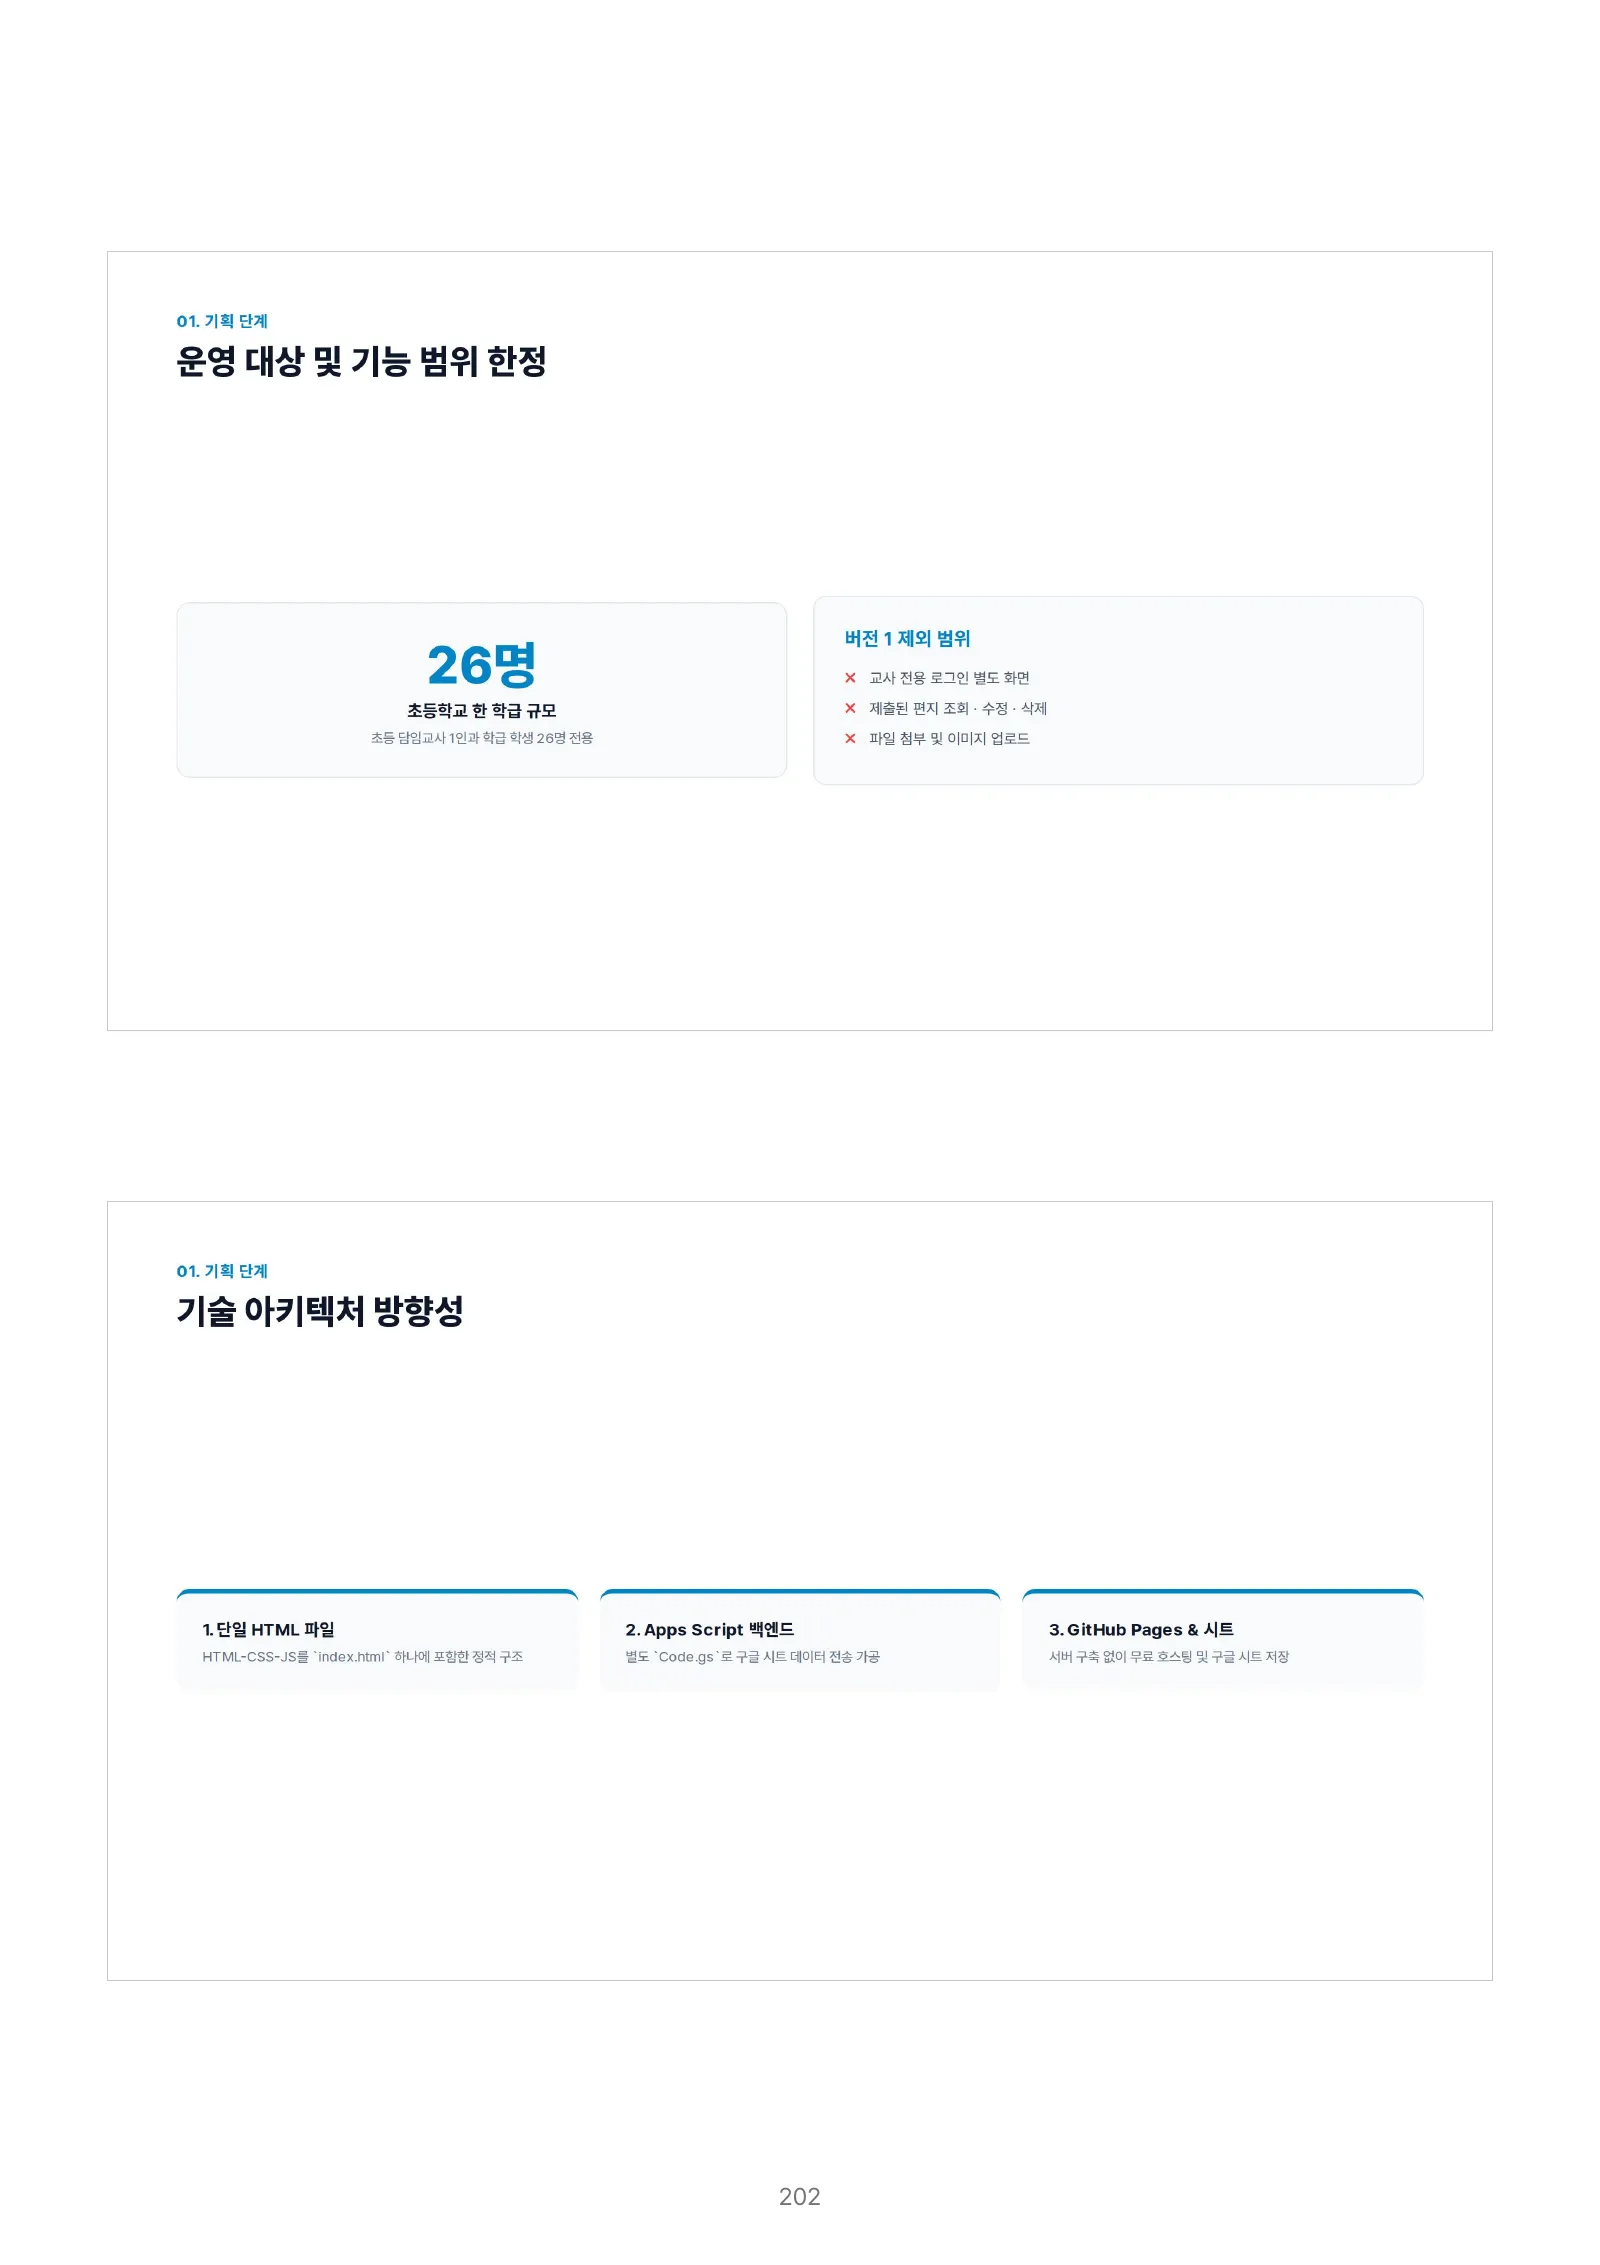 01. 기획 단계
운영 대상 및 기능 범위 한정
26명
초등학교 한 학급 규모
초등 담임교사 1인과 학급 학생 26명 전용
버전 1 제외 범위
✕ 교사 전용 로그인 별도 화면
✕ 제출된 편지 조회 · 수정 · 삭제
✕ 파일 첨부 및 이미지 업로드
01. 기획 단계
기술 아키텍처 방향성
1. 단일 HTML 파일
HTML-CSS-JS를 `index.html` 하나에 포함한 정적 구조
2. Apps Script 백엔드
별도 `Code.gs`로 구글 시트 데이터 전송 가공
3. GitHub Pages & 시트
서버 구축 없이 무료 호스팅 및 구글 시트 저장
202